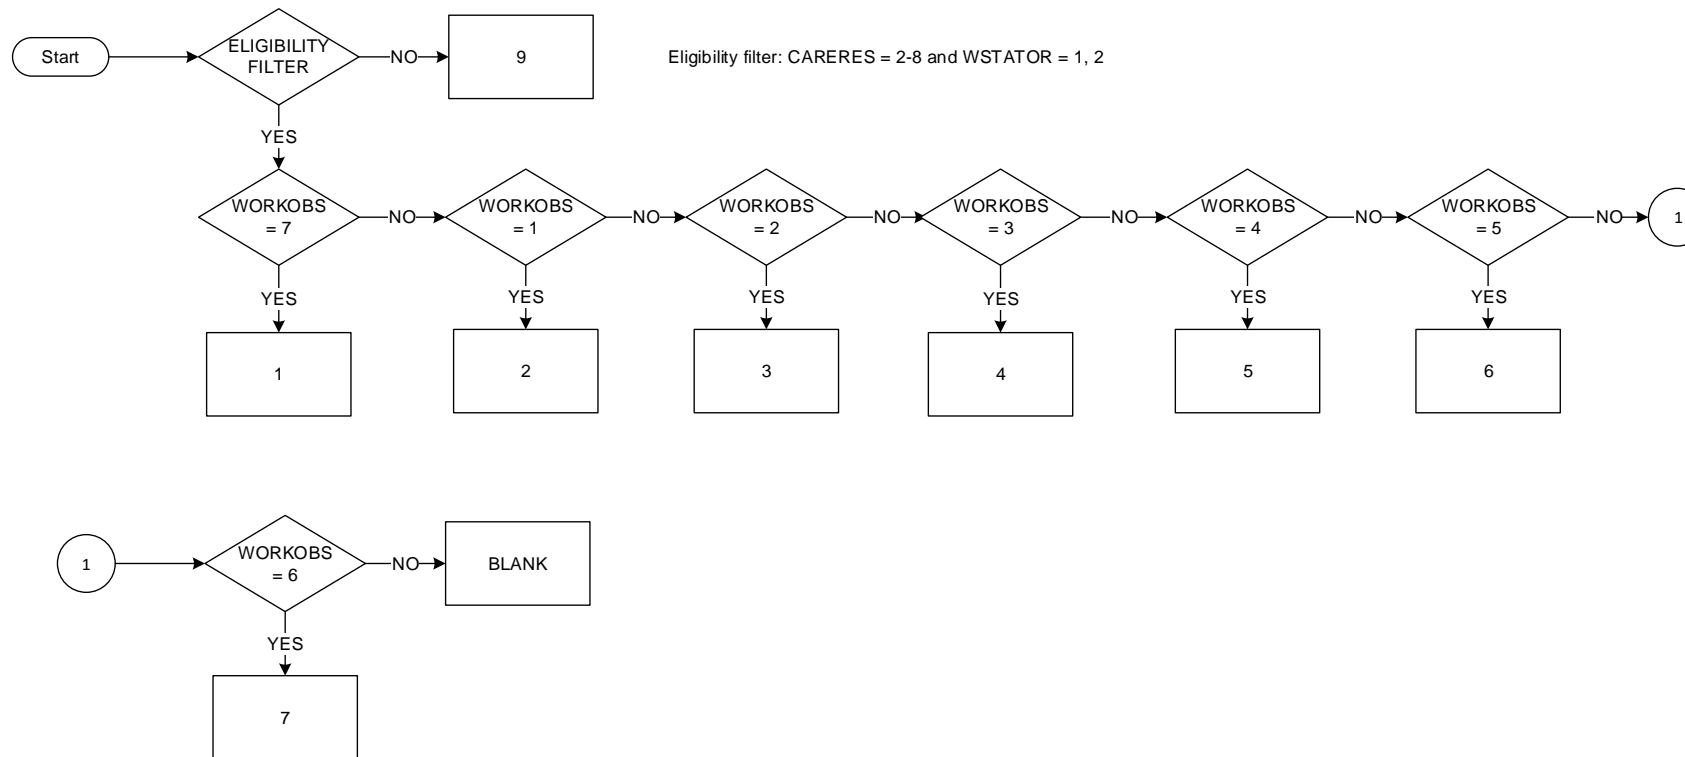 Start
ELIGIBILITY
FILTER
NO
9
Eligibility filter: CARERES = 2-8 and WSTATOR = 1, 2
YES
WORKOBS
= 7
NO
WORKOBS
= 1
NO
WORKOBS
= 2
NO
WORKOBS
= 3
NO
WORKOBS
= 4
NO
WORKOBS
= 5
NO
1
YES
YES
YES
YES
YES
YES
1
2
3
4
5
6
1
WORKOBS
= 6
NO
BLANK
YES
7